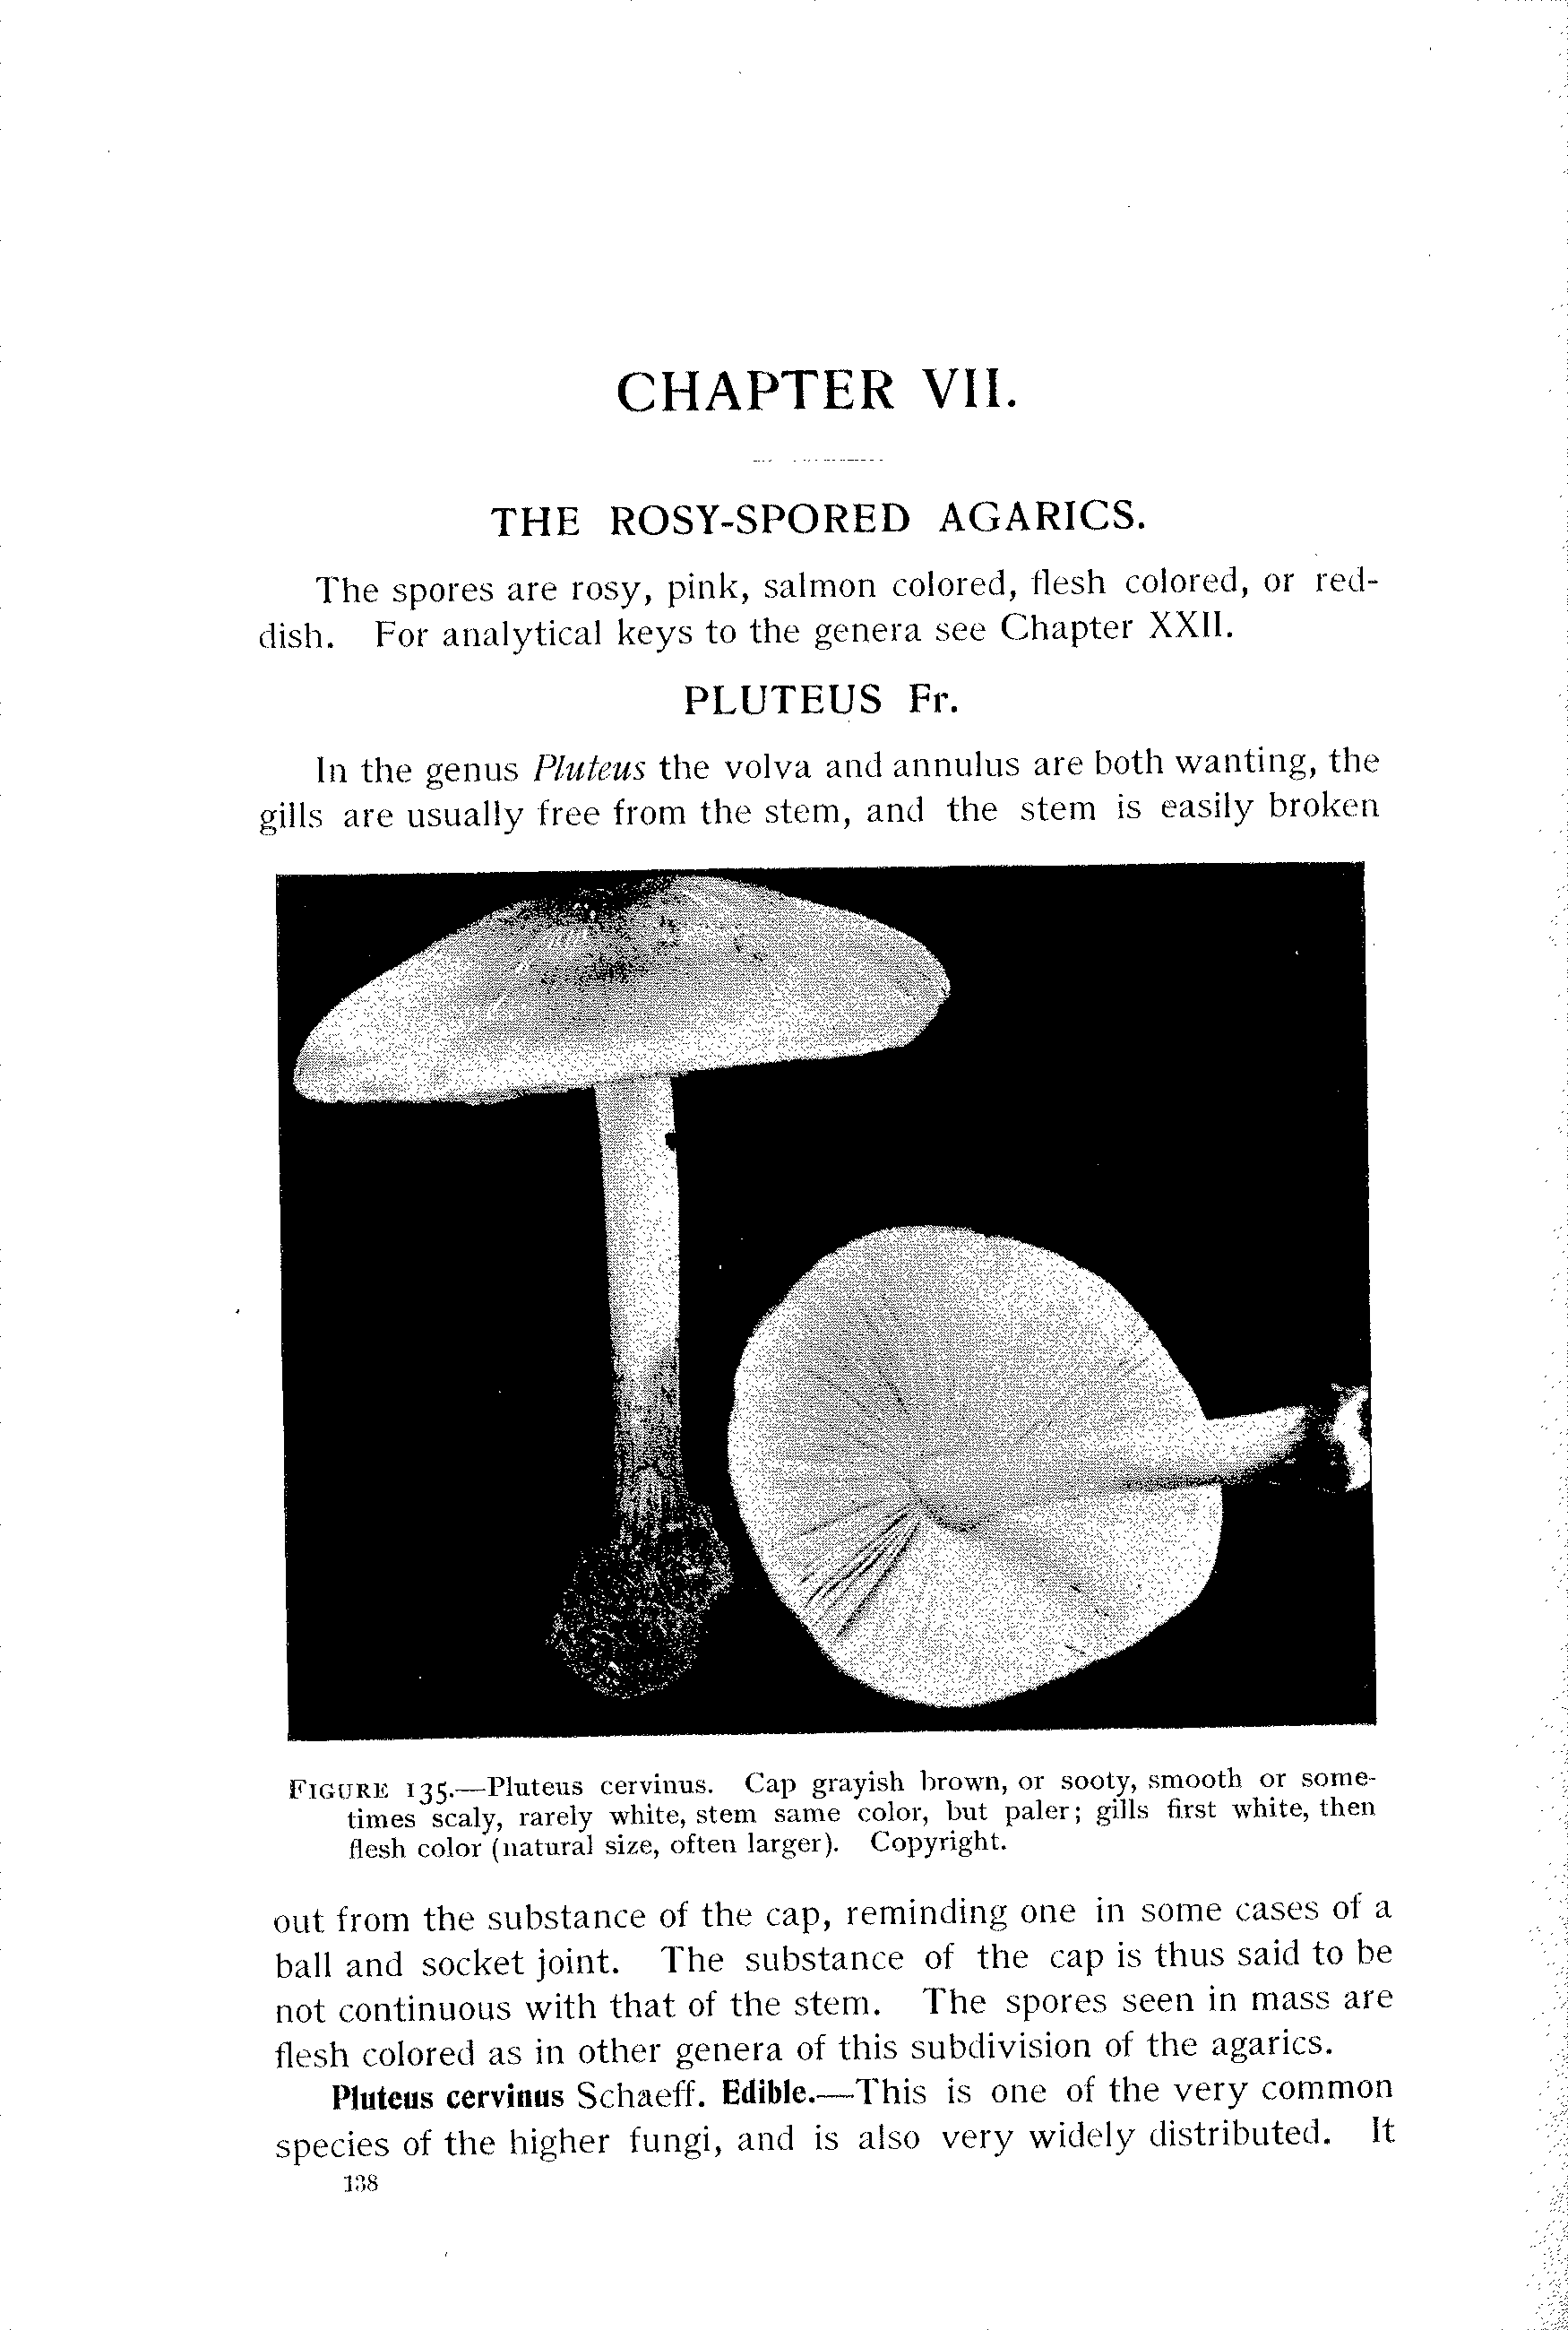 CHAPTER VII.
THE ROSY-SPORED AGARICS.
The spores are rosy, pink, salmon colored, flesh colored, or red-
dish. For analytical keys to the genera see Chapter XXII.
PLUTEUS Fr.
In the genus Pluteus the volva and annulus are both wanting, the
gills are usually free from the stem, and the stem is easily broken
FIGURE 135.—Pluteus cervinus. Cap grayish brown, or sooty, smooth or some-
times scaly, rarely white, stem same color, but paler; gills first white, then
flesh color (natural size, often larger). Copyright.
out from the substance of the cap, reminding one in some cases of a
ball and socket joint. The substance of the cap is thus said to be
not continuous with that of the stem. The spores seen in mass are
flesh colored as in other genera of this subdivision of the agarics.
Pluteus cervinus Schaeff. Edible.—This is one of the very common
species of the higher fungi, and is also very widely distributed. It
138